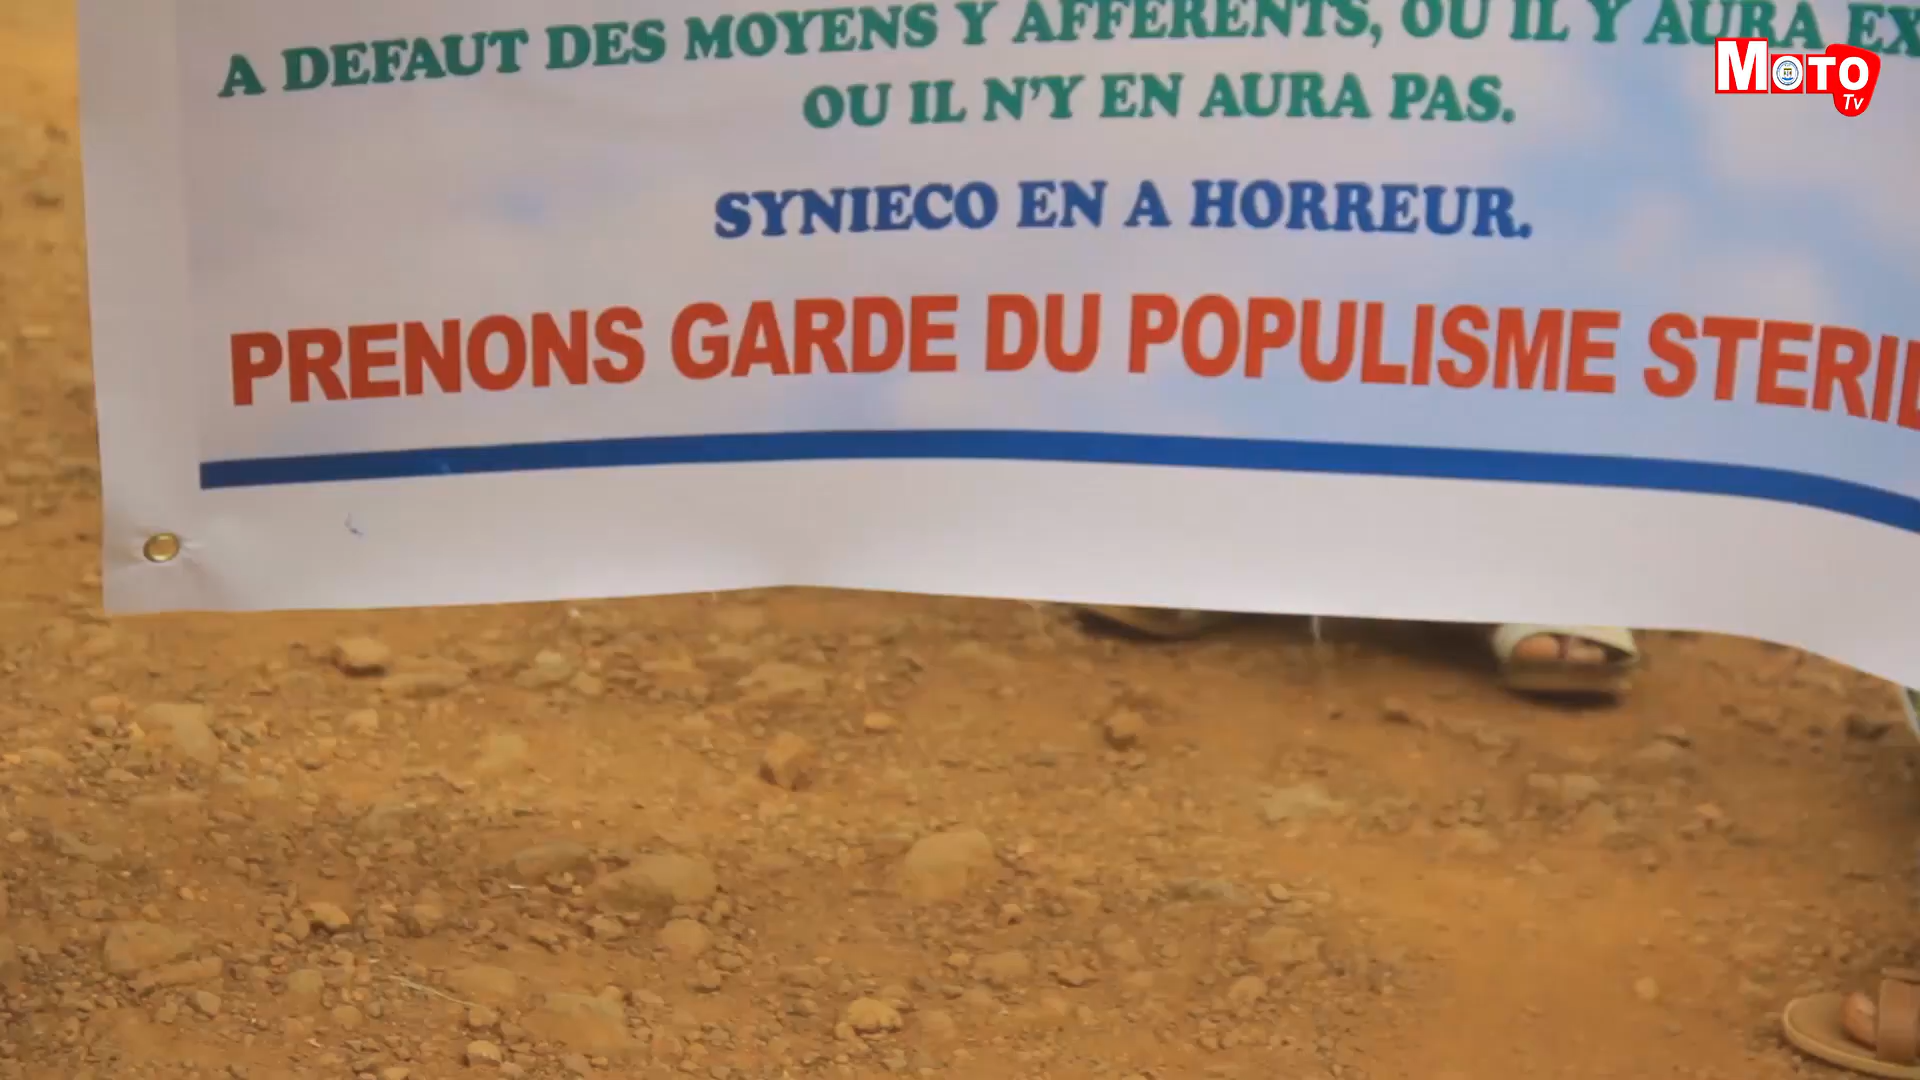 A DEFAUT DES MOYENS Y AFFERENTS, OU IL Y AURA
OU IL N'Y EN AURA PAS.
SYNIECO EN A HORREUR.
PRENONS GARDE DU POPULISME
MOTO
Tv